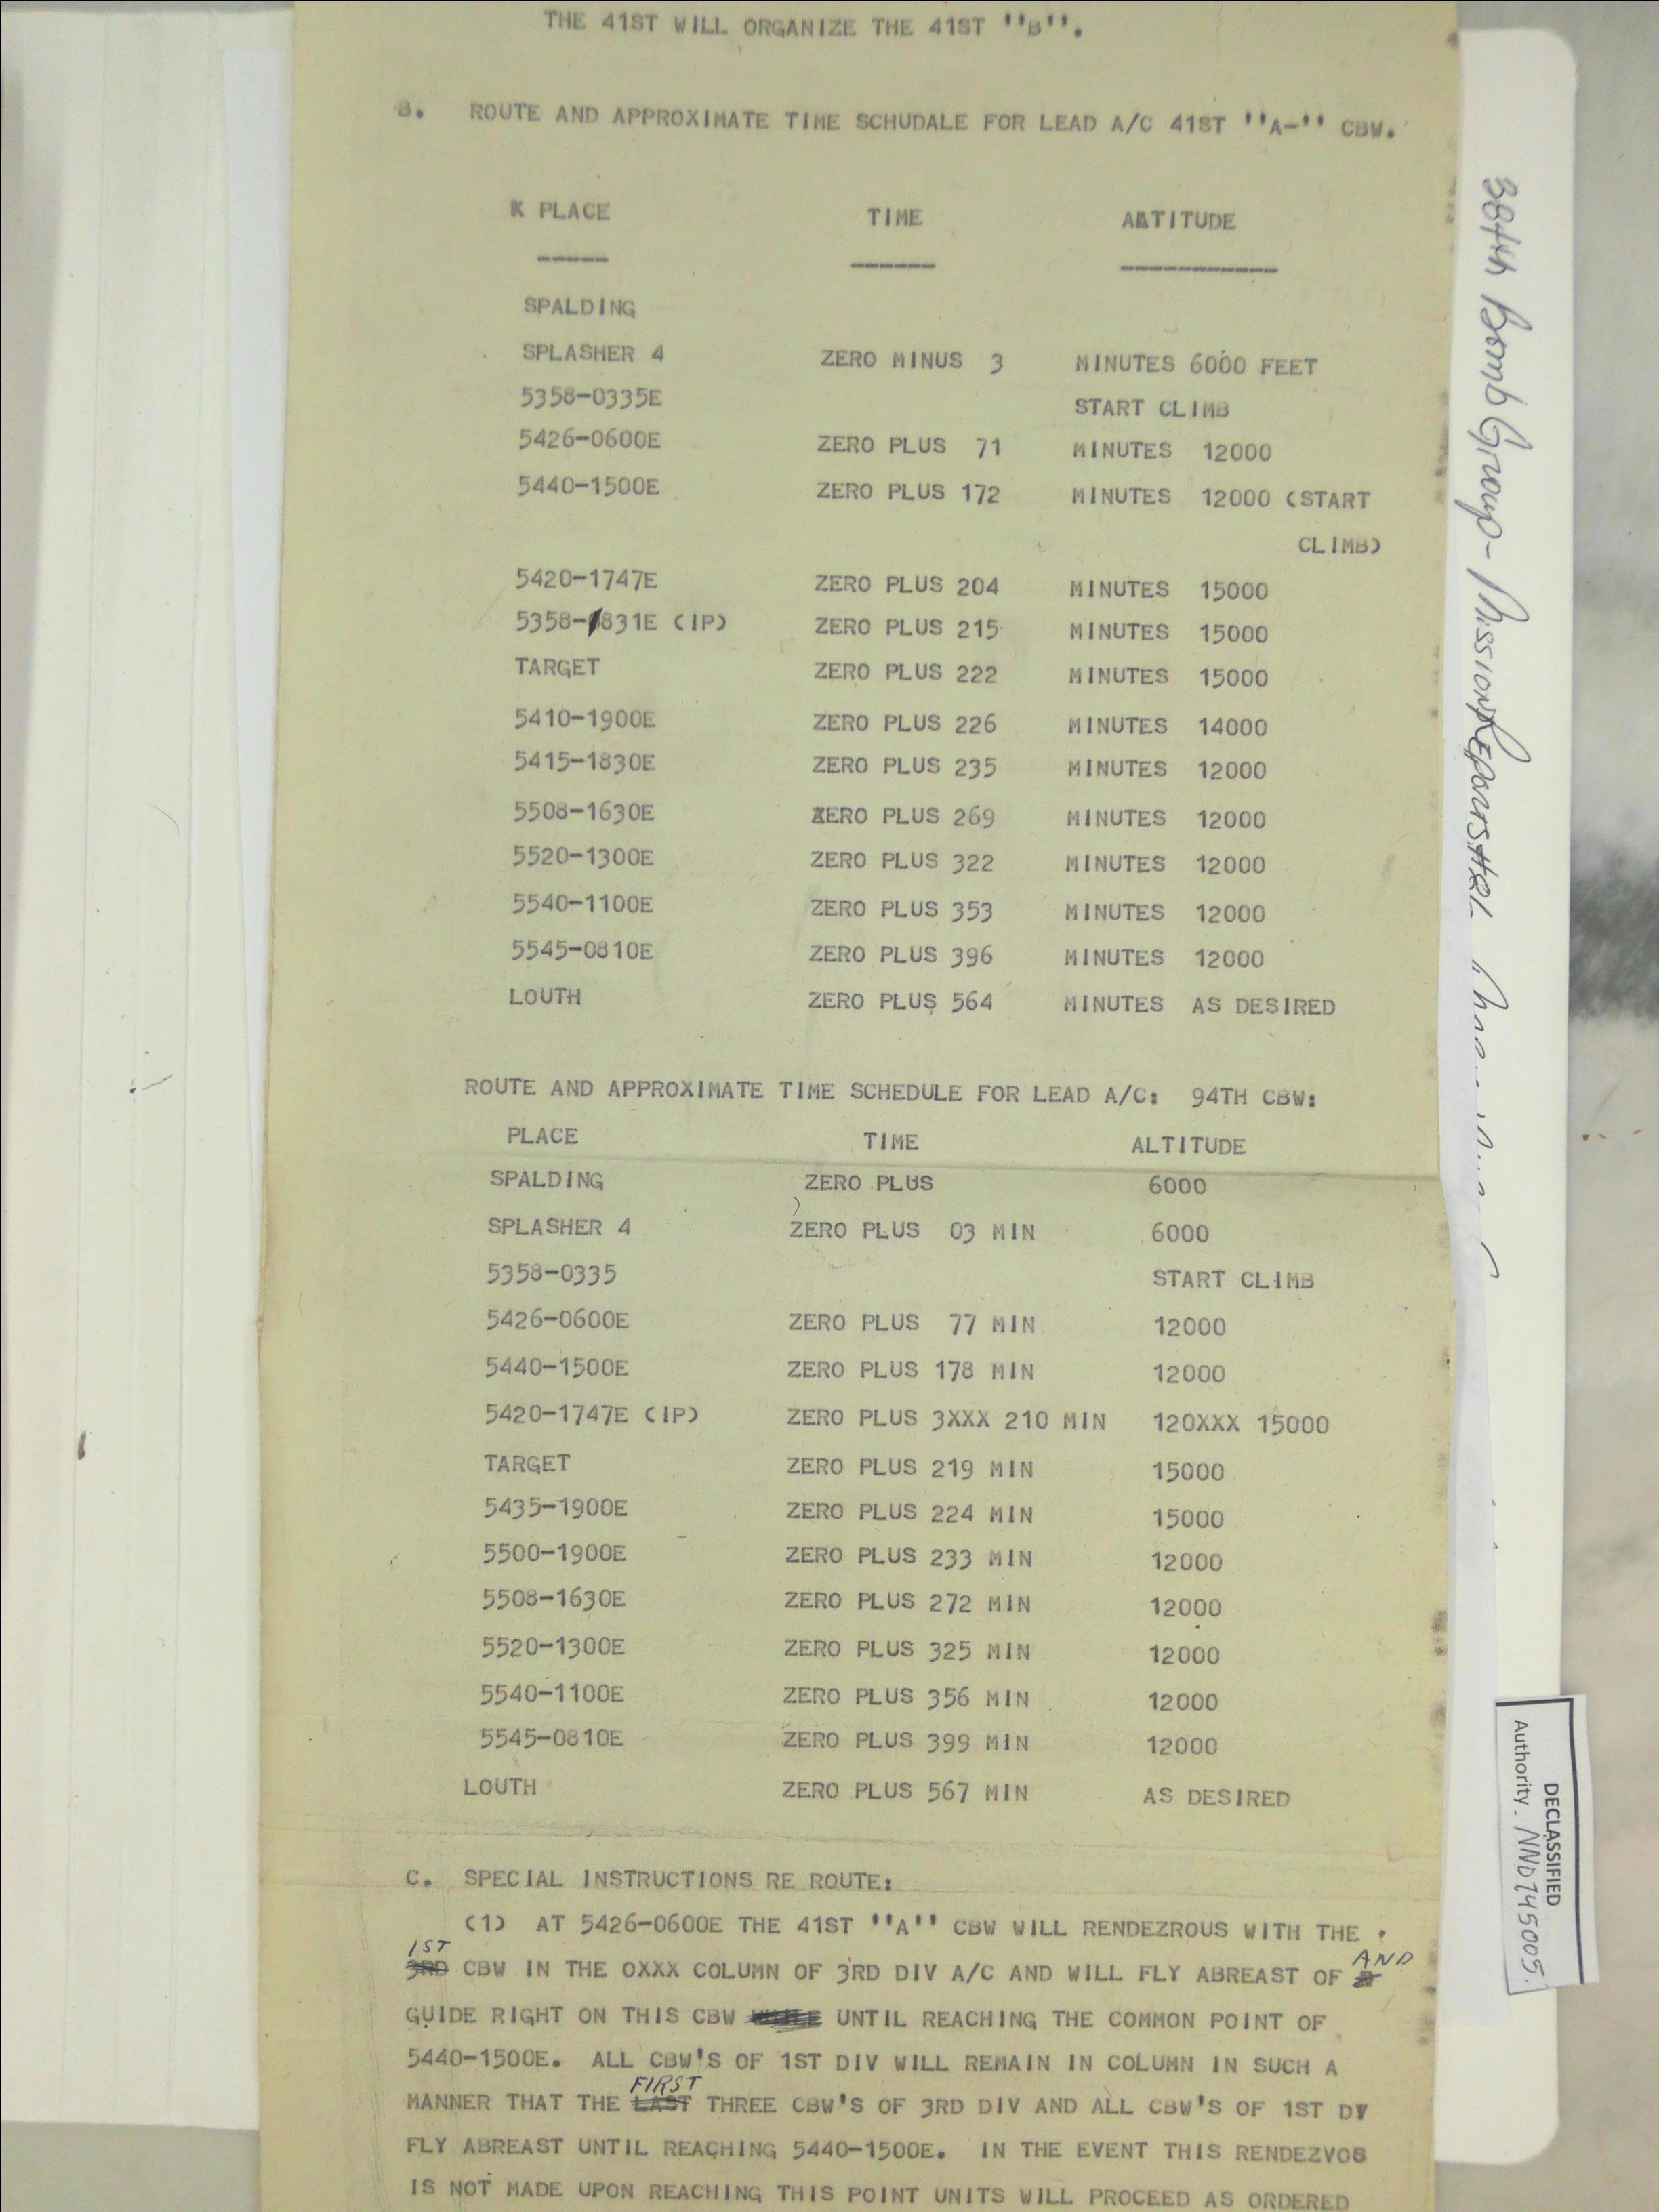 THE 41ST WILL ORGANIZE THE 41ST ''B''.
B. ROUTE AND APPROXIMATE TIME SCHUDALE FOR LEAD A/C 41ST ''A-'' CBW.
PLACE TIME ALTITUDE
SPALDING
SPLASHER 4 ZERO MINUS 3 MINUTES 6000 FEET
5358-0335E START CLIMB
5426-0600E ZERO PLUS 71 MINUTES 12000
5440-1500E ZERO PLUS 172 MINUTES 12000 (START
CLIMB)
5420-1747E ZERO PLUS 204 MINUTES 15000
5358-1831E (IP) ZERO PLUS 215 MINUTES 15000
TARGET ZERO PLUS 222 MINUTES 15000
5410-1900E ZERO PLUS 226 MINUTES 14000
5415-1830E ZERO PLUS 235 MINUTES 12000
5508-1630E ZERO PLUS 269 MINUTES 12000
5520-1300E ZERO PLUS 322 MINUTES 12000
5540-1100E ZERO PLUS 353 MINUTES 12000
5545-0810E ZERO PLUS 396 MINUTES 12000
LOUTH ZERO PLUS 564 MINUTES AS DESIRED
ROUTE AND APPROXIMATE TIME SCHEDULE FOR LEAD A/C: 94TH CBW:
PLACE TIME ALTITUDE
SPALDING ZERO PLUS 6000
SPLASHER 4 ZERO PLUS 03 MIN 6000
5358-0335 START CLIMB
5426-0600E ZERO PLUS 77 MIN 12000
5440-1500E ZERO PLUS 178 MIN 12000
5420-1747E (IP) ZERO PLUS 3XXX 210 MIN 120XXX 15000
TARGET ZERO PLUS 219 MIN 15000
5435-1900E ZERO PLUS 224 MIN 15000
5500-1900E ZERO PLUS 233 MIN 12000
5508-1630E ZERO PLUS 272 MIN 12000
5520-1300E ZERO PLUS 325 MIN 12000
5540-1100E ZERO PLUS 356 MIN 12000
5545-0810E ZERO PLUS 399 MIN 12000
LOUTH ZERO PLUS 567 MIN AS DESIRED
C. SPECIAL INSTRUCTIONS RE ROUTE:
(1) AT 5426-0600E THE 41ST ''A'' CBW WILL RENDEZROUS WITH THE
1ST AND
3RD CBW IN THE OXXX COLUMN OF 3RD DIV A/C AND WILL FLY ABREAST OF
GUIDE RIGHT ON THIS CBW UNTIL REACHING THE COMMON POINT OF
5440-1500E. ALL CBW'S OF 1ST DIV WILL REMAIN IN COLUMN IN SUCH A
FIRST
MANNER THAT THE LAST THREE CBW'S OF 3RD DIV AND ALL CBW'S OF 1ST DV
FLY ABREAST UNTIL REACHING 5440-1500E. IN THE EVENT THIS RENDEZVOS
IS NOT MADE UPON REACHING THIS POINT UNITS WILL PROCEED AS ORDERED
384th Bomb Group - Mission Reports
DECLASSIFIED
Authority NND745005